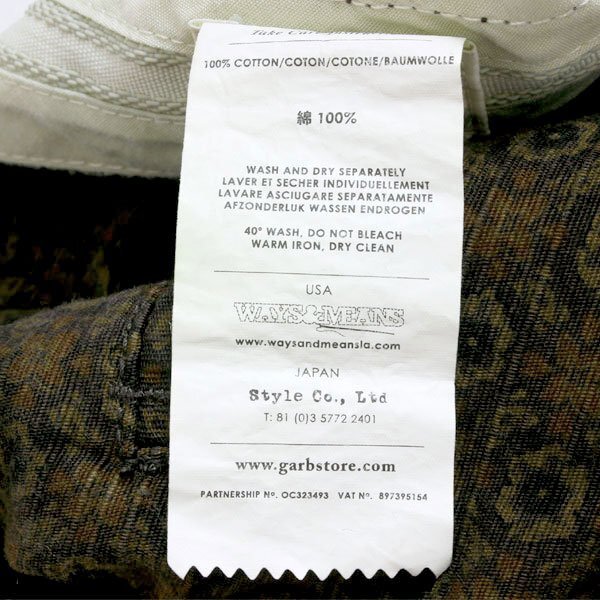 100% COTTON/COTON/COTONE/BAUMWOLLE
綿 100%
WASH AND DRY SEPARATELY
LAVER ET SECHER INDIVIDUELLEMENT
LAVARE ASCIUGARE SEPARATAMENTE
AFZONDERLIJK WASSEN ENDROGEN
40° WASH, DO NOT BLEACH
WARM IRON, DRY CLEAN
USA
WAYS&MEANS
www.waysandmeansla.com
JAPAN
Style Co., Ltd
T: 81 (0)3 5772 2401
www.garbstore.com
PARTNERSHIP Nº. OC323493 VAT Nº. 897395154